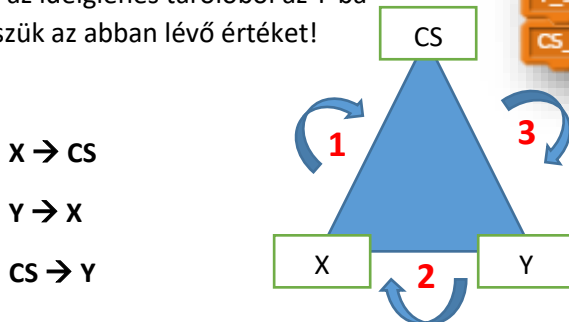 az ideiglenes tárolóból az Y-ba
szük az abban lévő értéket!
CS
CS_
1
3
X → CS
Y → X
CS → Y
X
2
Y